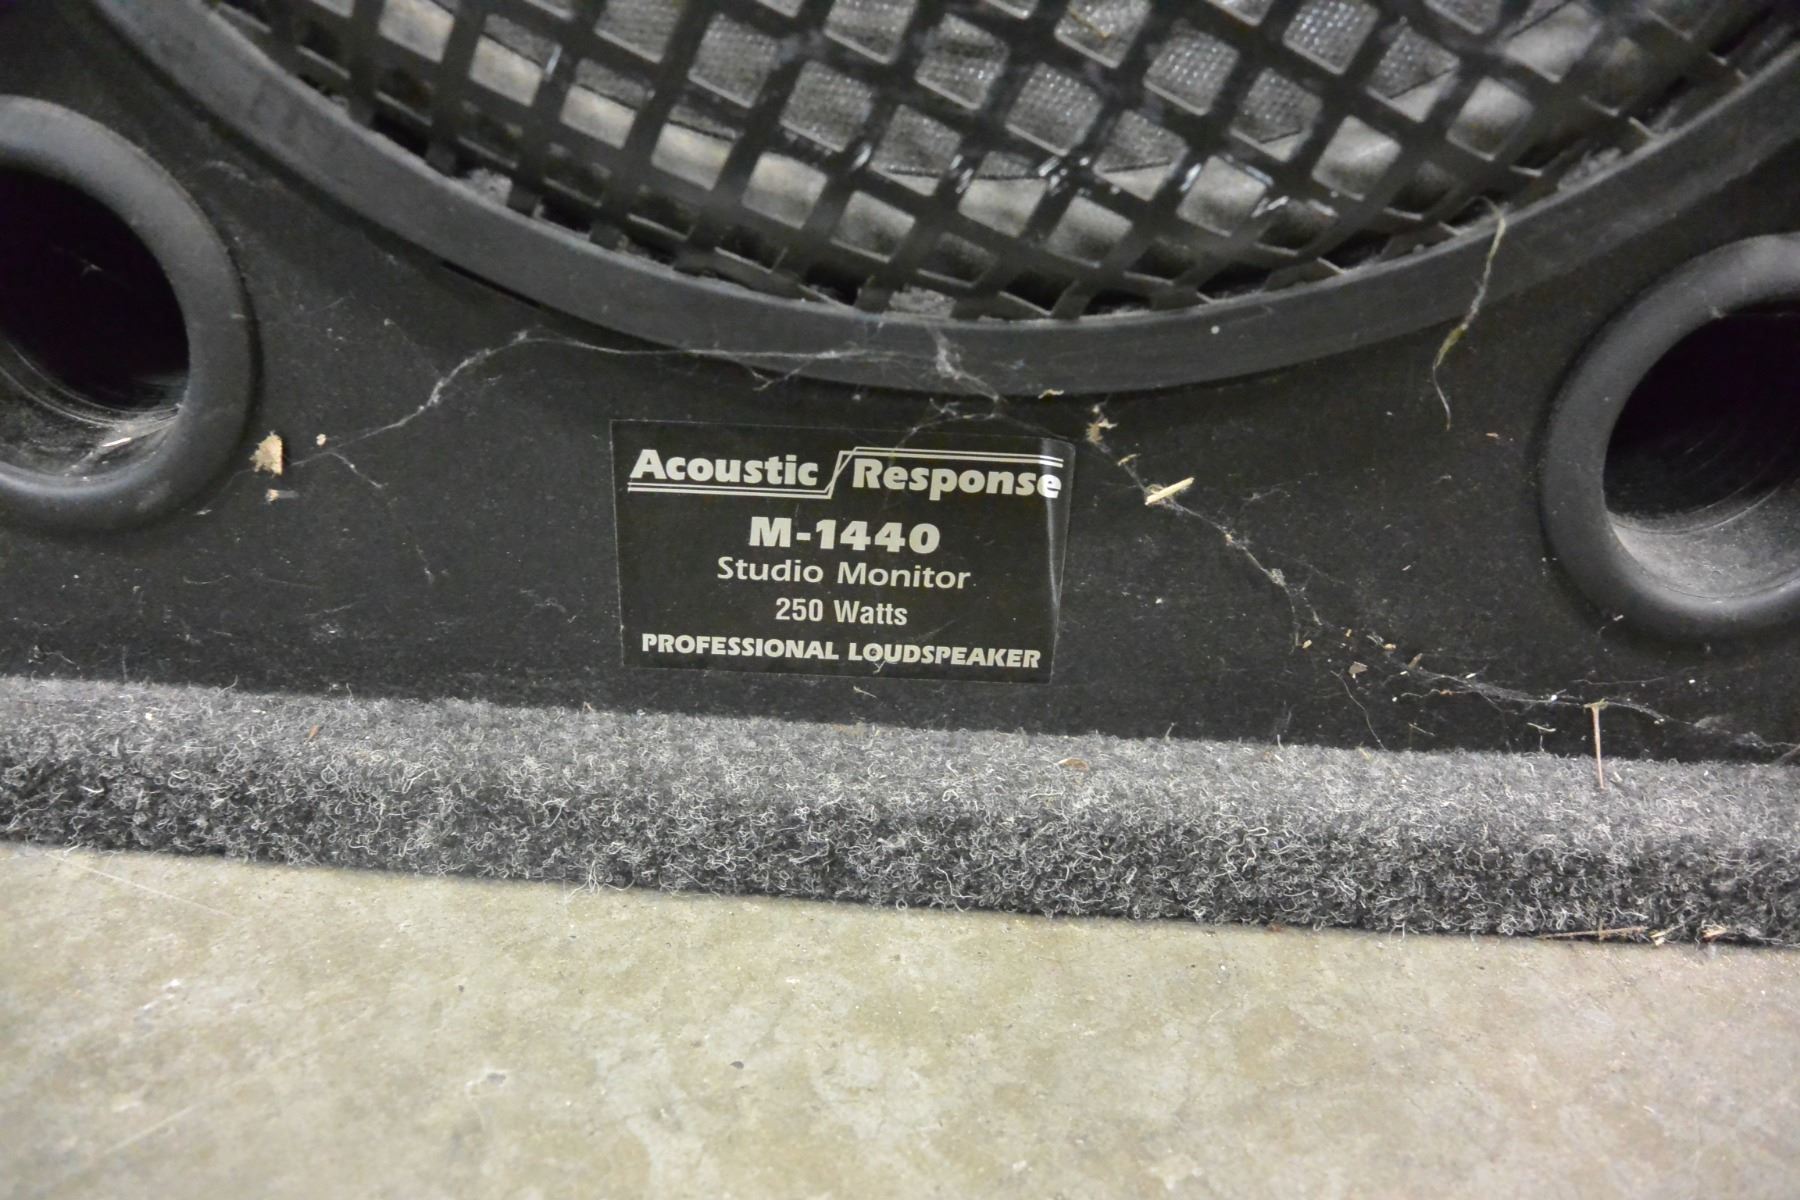 Acoustic Response
M-1440
Studio Monitor
250 Watts
PROFESSIONAL LOUDSPEAKER